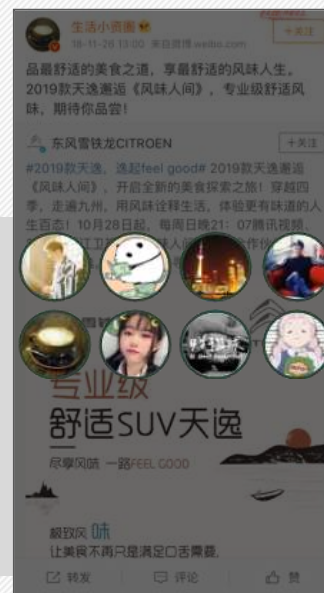 生活小资圈
+关注
18-11-28 13:00 来自微博weibo.com
品最舒适的美食之道，享最舒适的风味人生。
2019款天逸邂逅《风味人间》，专业级舒适风
味，期待你品尝！
东风雪铁龙CITROEN
+关注
#2019款天逸，逸起feel good# 2019款天逸邂逅
《风味人间》，开启全新的美食探索之旅！穿越四
季，走遍九州，用风味诠释生活，体验更有味道的人
生百态！10月28日起，每周日晚21：07腾讯视频、
专业级
舒适SUV天逸
尽享风味 一路FEEL GOOD
极致风味
让美食不再只是满足口舌需要，
转发
评论
赞